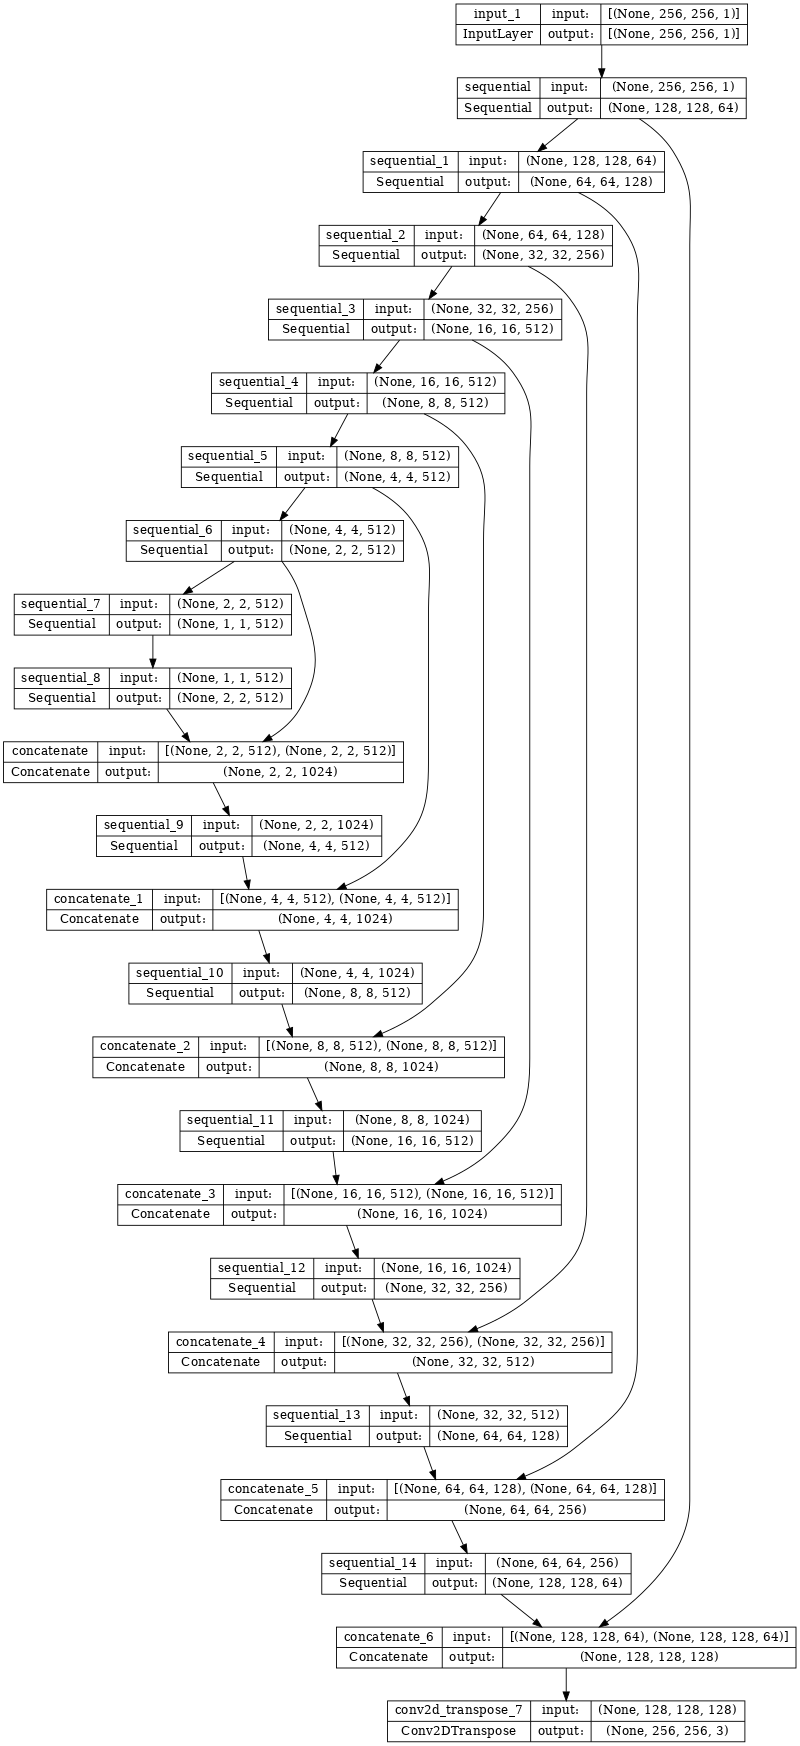 input_1 input: [(None, 256, 256, 1)]
InputLayer output: [(None, 256, 256, 1)]
sequential input: (None, 256, 256, 1)
Sequential output: (None, 128, 128, 64)
sequential_1 input: (None, 128, 128, 64)
Sequential output: (None, 64, 64, 128)
sequential_2 input: (None, 64, 64, 128)
Sequential output: (None, 32, 32, 256)
sequential_3 input: (None, 32, 32, 256)
Sequential output: (None, 16, 16, 512)
sequential_4 input: (None, 16, 16, 512)
Sequential output: (None, 8, 8, 512)
sequential_5 input: (None, 8, 8, 512)
Sequential output: (None, 4, 4, 512)
sequential_6 input: (None, 4, 4, 512)
Sequential output: (None, 2, 2, 512)
sequential_7 input: (None, 2, 2, 512)
Sequential output: (None, 1, 1, 512)
sequential_8 input: (None, 1, 1, 512)
Sequential output: (None, 2, 2, 512)
concatenate input: [(None, 2, 2, 512), (None, 2, 2, 512)]
Concatenate output: (None, 2, 2, 1024)
sequential_9 input: (None, 2, 2, 1024)
Sequential output: (None, 4, 4, 512)
concatenate_1 input: [(None, 4, 4, 512), (None, 4, 4, 512)]
Concatenate output: (None, 4, 4, 1024)
sequential_10 input: (None, 4, 4, 1024)
Sequential output: (None, 8, 8, 512)
concatenate_2 input: [(None, 8, 8, 512), (None, 8, 8, 512)]
Concatenate output: (None, 8, 8, 1024)
sequential_11 input: (None, 8, 8, 1024)
Sequential output: (None, 16, 16, 512)
concatenate_3 input: [(None, 16, 16, 512), (None, 16, 16, 512)]
Concatenate output: (None, 16, 16, 1024)
sequential_12 input: (None, 16, 16, 1024)
Sequential output: (None, 32, 32, 256)
concatenate_4 input: [(None, 32, 32, 256), (None, 32, 32, 256)]
Concatenate output: (None, 32, 32, 512)
sequential_13 input: (None, 32, 32, 512)
Sequential output: (None, 64, 64, 128)
concatenate_5 input: [(None, 64, 64, 128), (None, 64, 64, 128)]
Concatenate output: (None, 64, 64, 256)
sequential_14 input: (None, 64, 64, 256)
Sequential output: (None, 128, 128, 64)
concatenate_6 input: [(None, 128, 128, 64), (None, 128, 128, 64)]
Concatenate output: (None, 128, 128, 128)
conv2d_transpose_7 input: (None, 128, 128, 128)
Conv2DTranspose output: (None, 256, 256, 3)